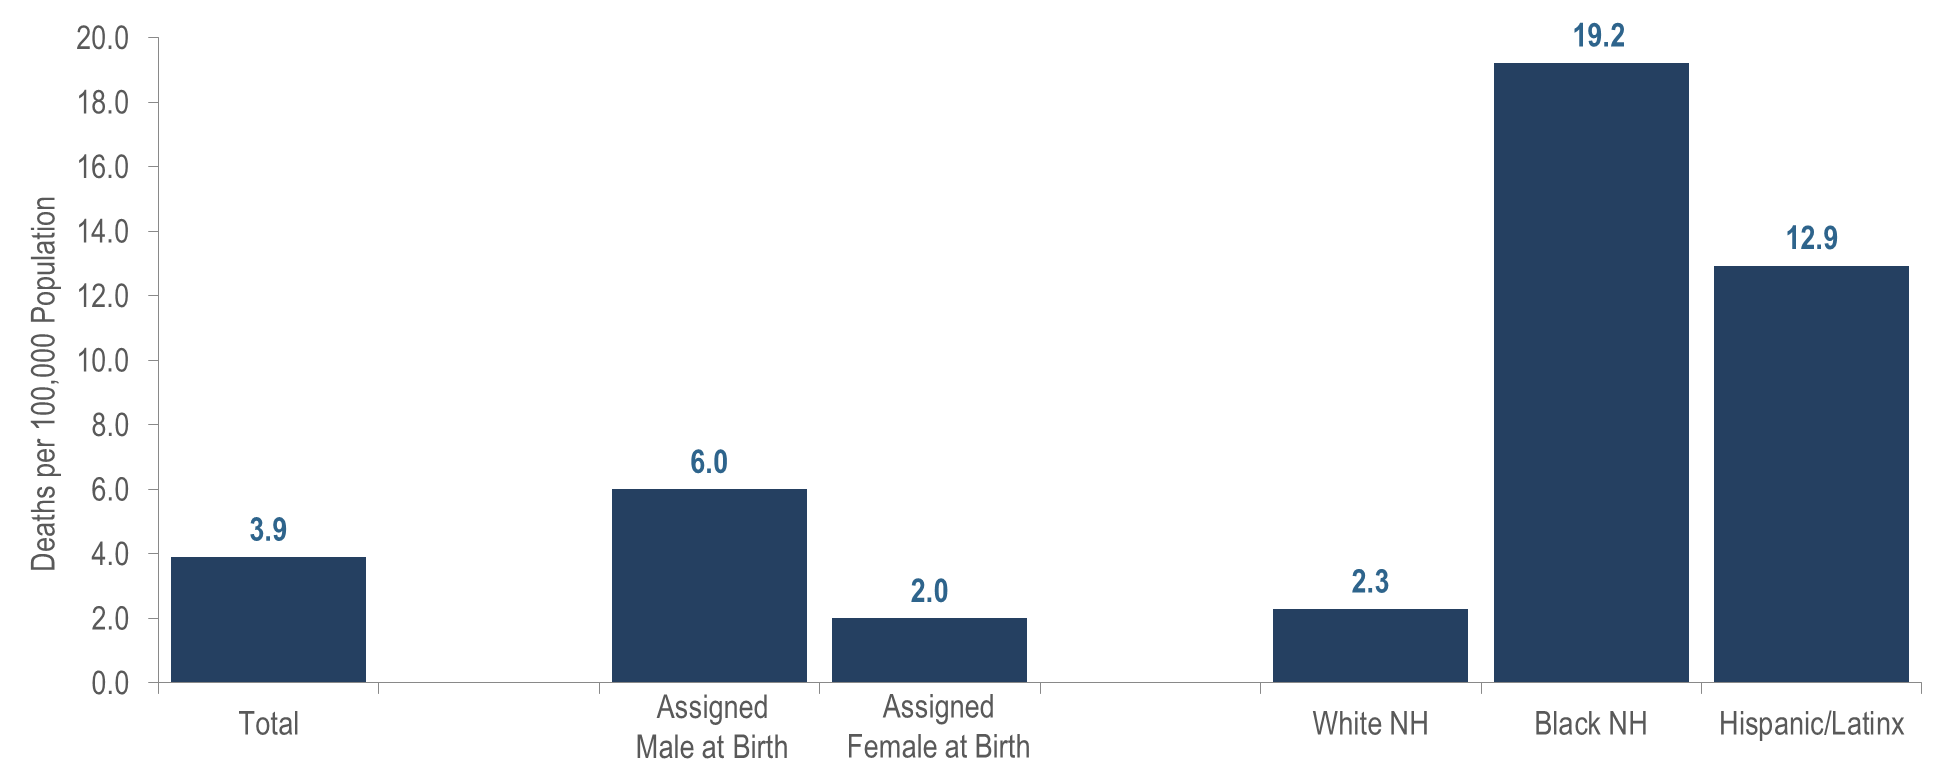 Deaths per 100,000 Population
20.0
18.0
16.0
14.0
12.0
10.0
8.0
6.0
4.0
2.0
0.0
3.9
6.0
2.0
2.3
19.2
12.9
Total
Assigned
Male at Birth
Assigned
Female at Birth
White NH
Black NH
Hispanic/Latinx